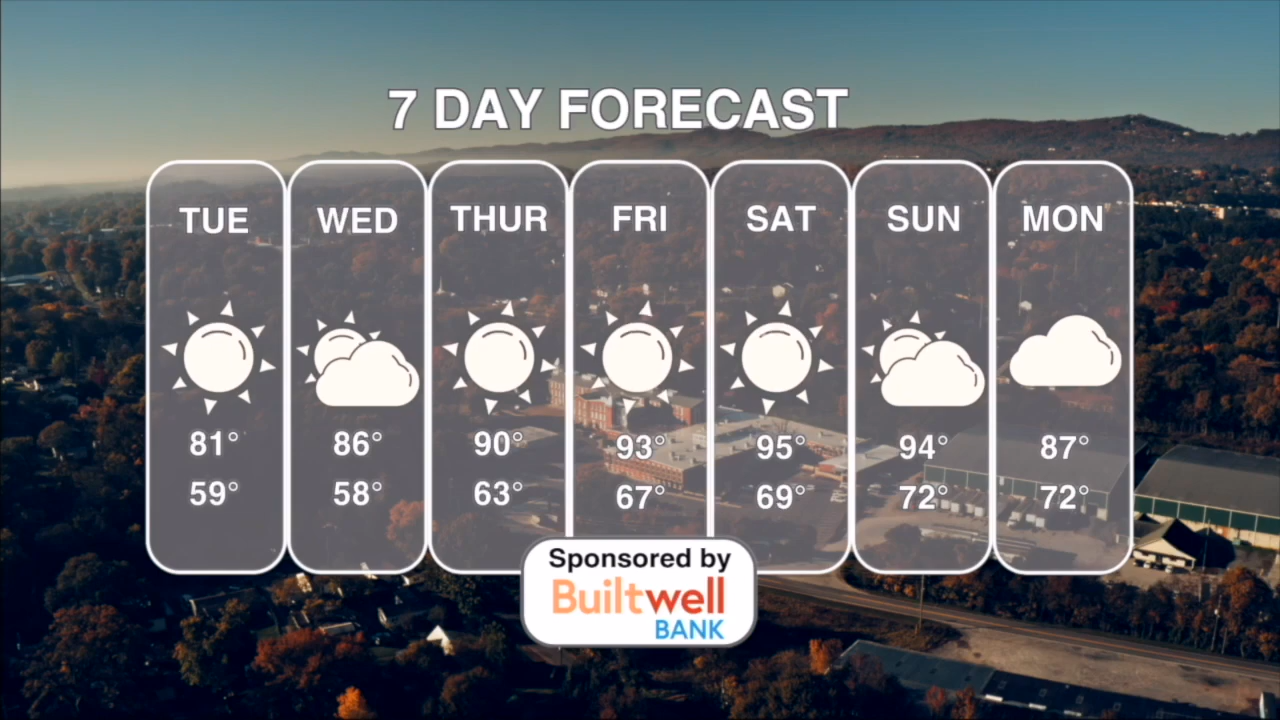 7 DAY FORECAST
TUE WED THUR FRI SAT SUN MON
81° 86° 90° 93° 95° 94° 87°
59° 58° 63° 67° 69° 72° 72°
Sponsored by
Builtwell
BANK